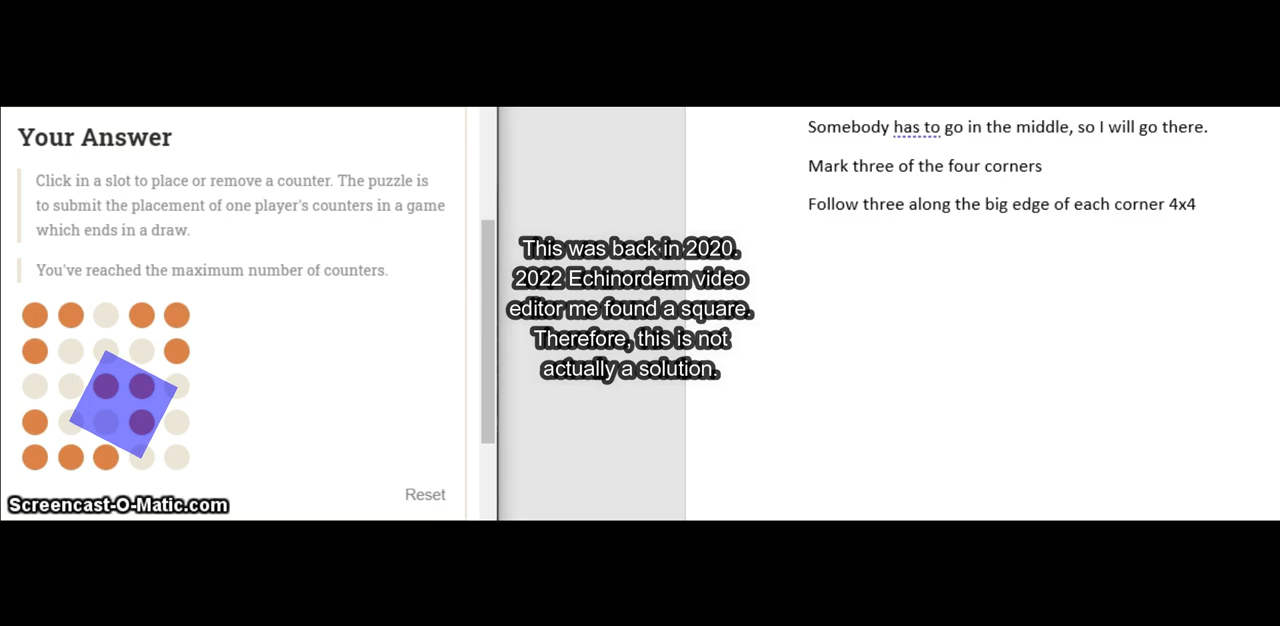 Your Answer
Click in a slot to place or remove a counter. The puzzle is
to submit the placement of one player's counters in a game
which ends in a draw.
You've reached the maximum number of counters.
Reset
Screencast-O-Matic.com
This was back in 2020.
2022 Echinorderm video
editor me found a square.
Therefore, this is not
actually a solution.
Somebody has to go in the middle, so I will go there.
Mark three of the four corners
Follow three along the big edge of each corner 4x4